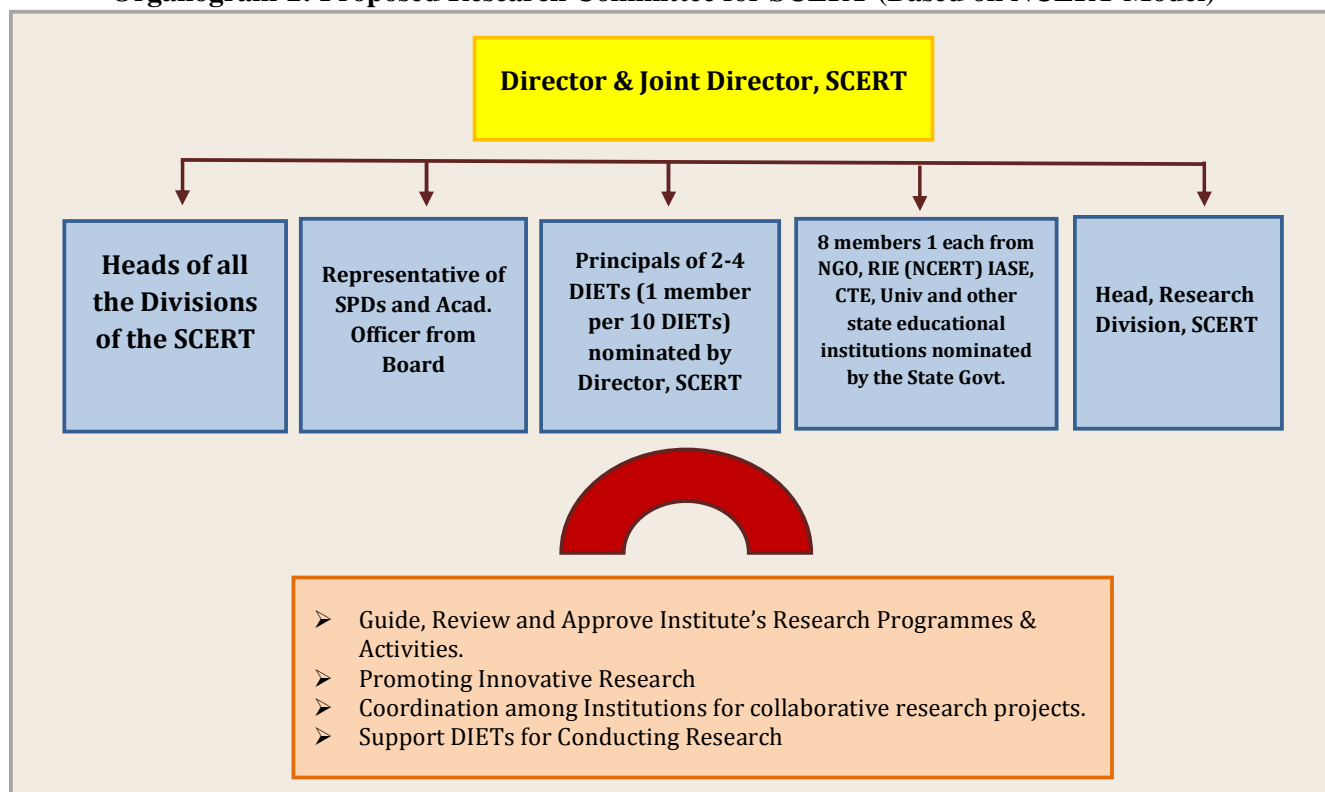 Director & Joint Director, SCERT
Heads of all
the Divisions
of the SCERT
Representative of
SPDs and Acad.
Officer from
Board
Principals of 2-4
DIETs (1 member
per 10 DIETs)
nominated by
Director, SCERT
8 members 1 each from
NGO, RIE (NCERT) IASE,
CTE, Univ and other
state educational
institutions nominated
by the State Govt.
Head, Research
Division, SCERT
➢ Guide, Review and Approve Institute’s Research Programmes &
Activities.
➢ Promoting Innovative Research
➢ Coordination among Institutions for collaborative research projects.
➢ Support DIETs for Conducting Research